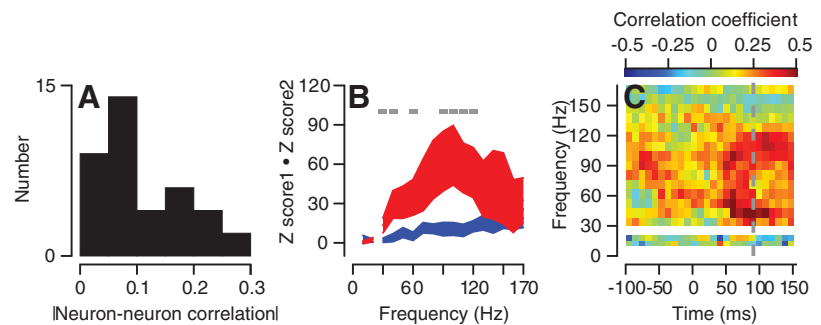 A
15
0
Number
0 0.1 0.2 0.3
|Neuron-neuron correlation|
B
120
90
60
30
0
Z score1 • Z score2
0 60 120 170
Frequency (Hz)
Correlation coefficient
-0.5 -0.25 0 0.25 0.5
C
150
120
90
60
30
0
Frequency (Hz)
-100 -50 0 50 100 150
Time (ms)